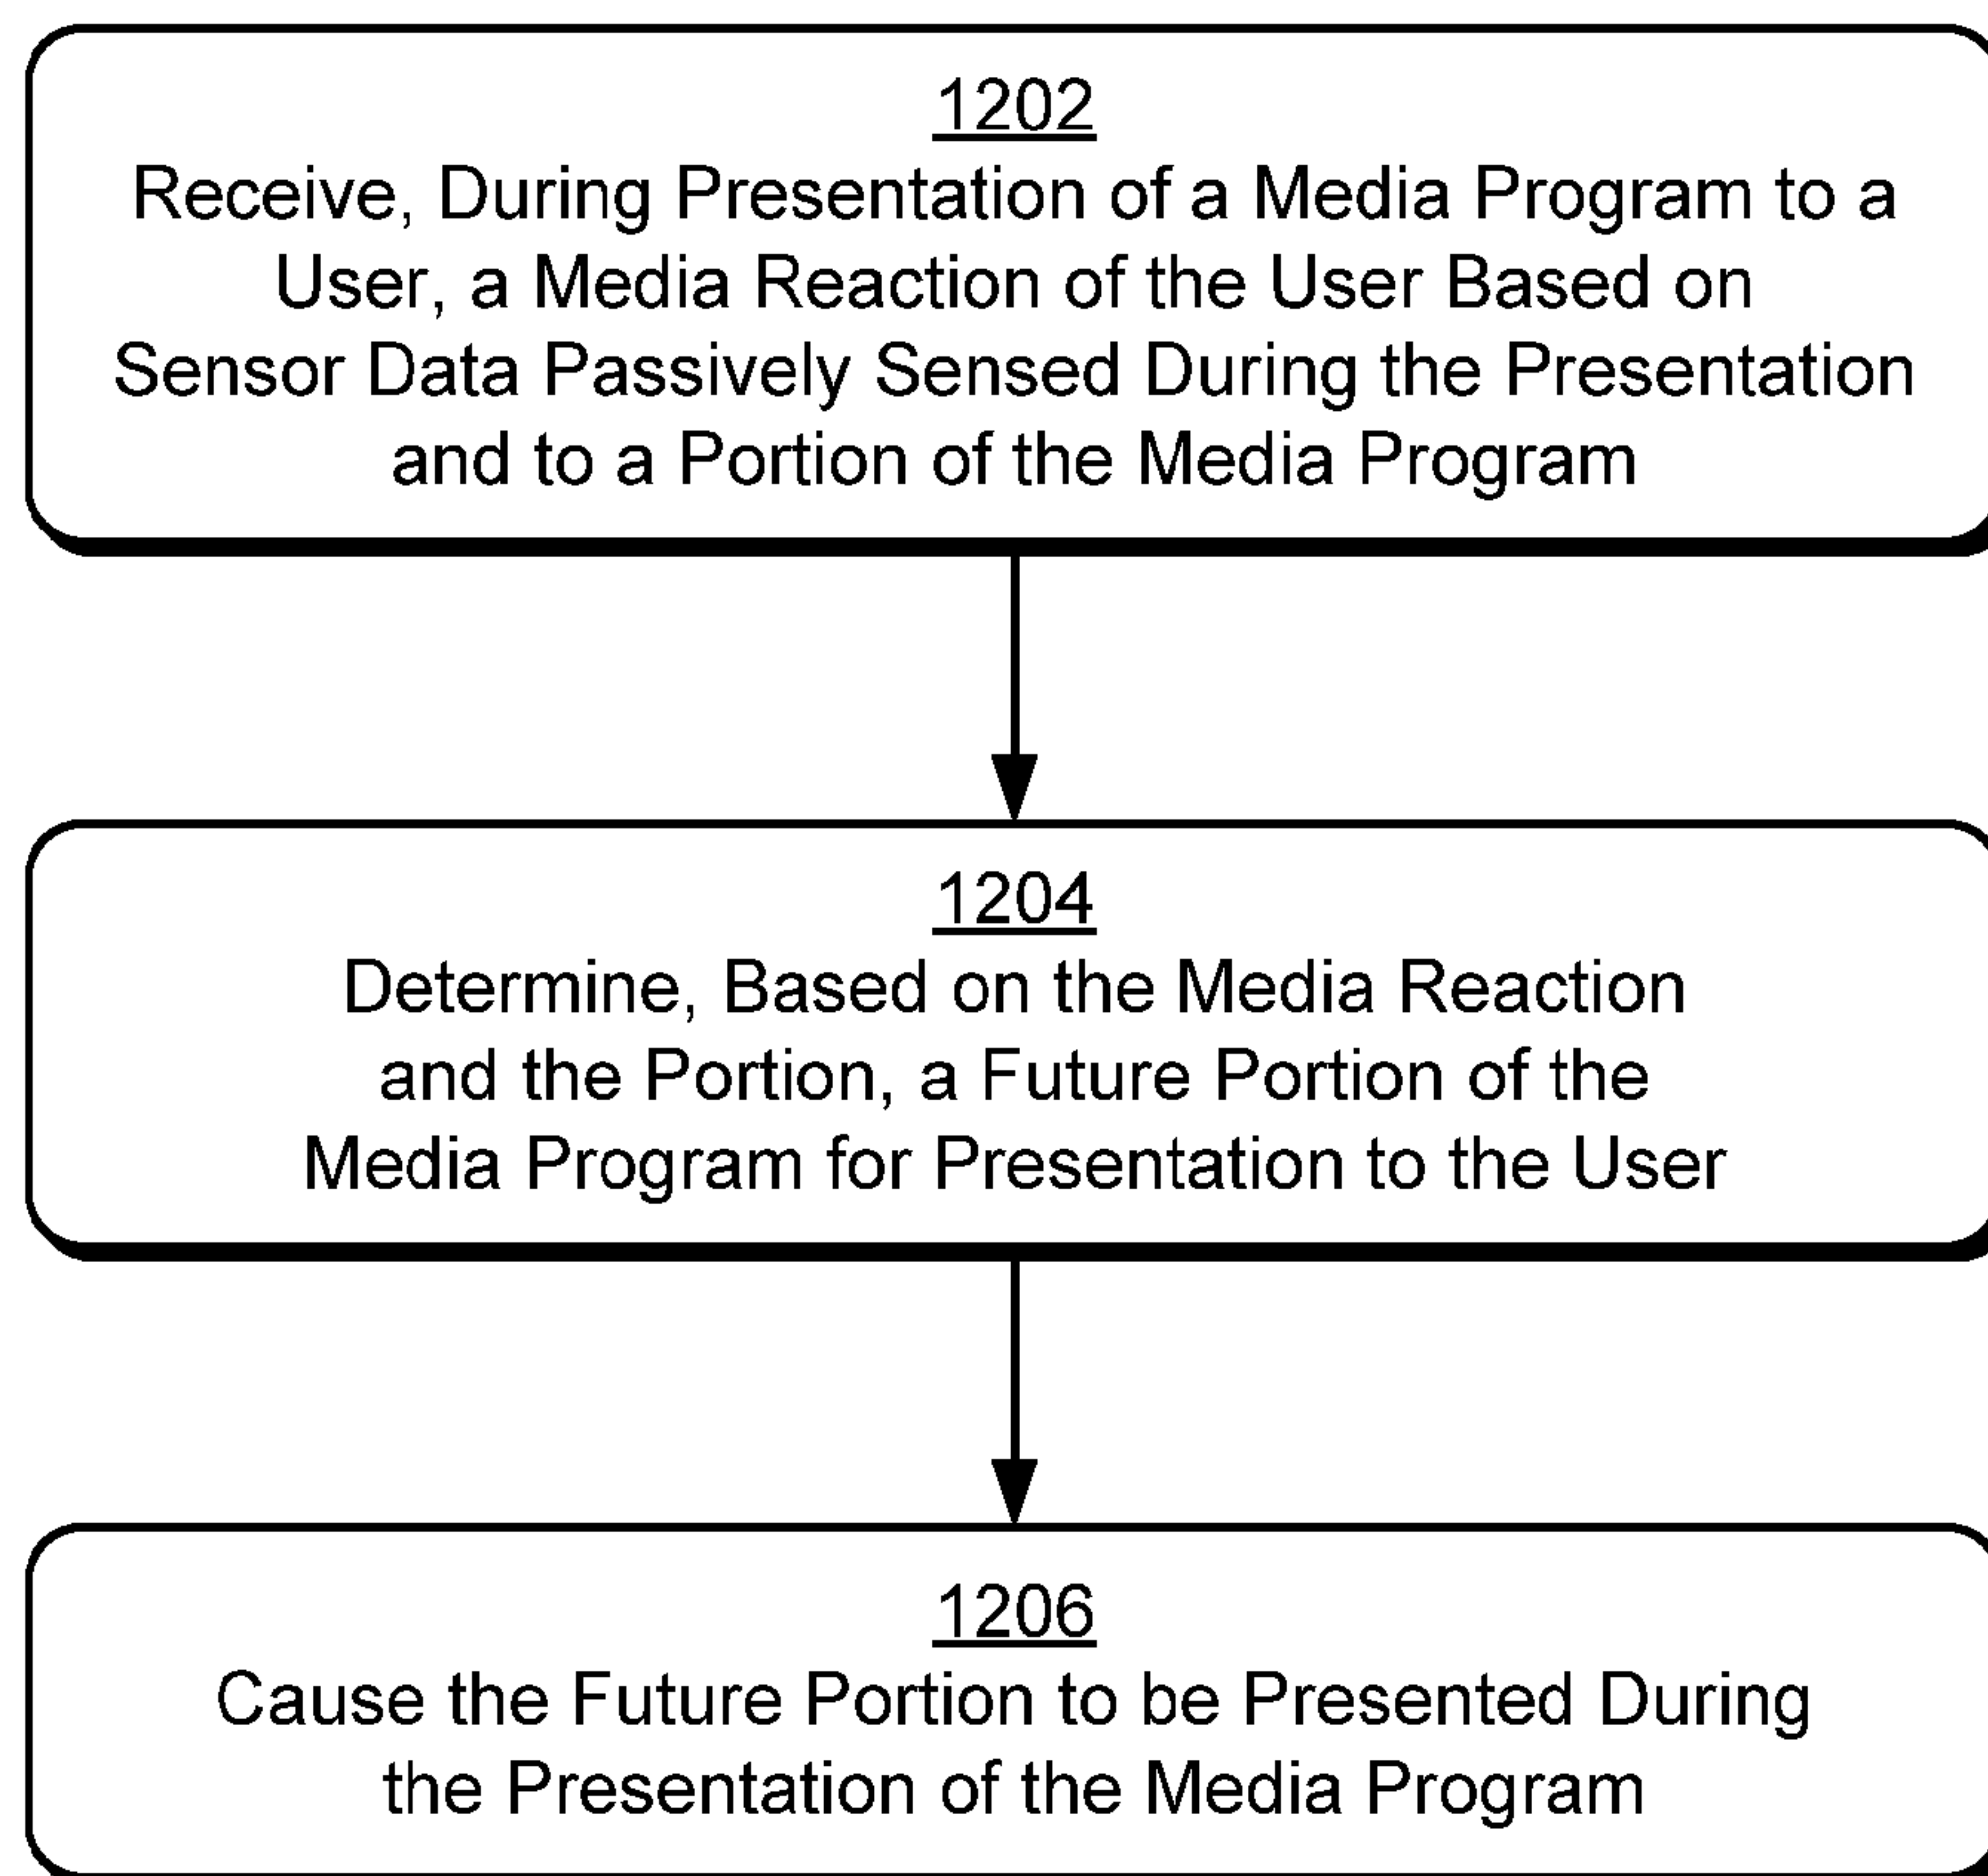 1202
Receive, During Presentation of a Media Program to a
User, a Media Reaction of the User Based on
Sensor Data Passively Sensed During the Presentation
and to a Portion of the Media Program
1204
Determine, Based on the Media Reaction
and the Portion, a Future Portion of the
Media Program for Presentation to the User
1206
Cause the Future Portion to be Presented During
the Presentation of the Media Program